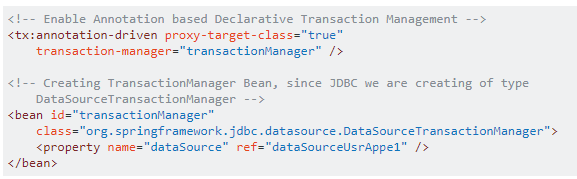 <!-- Enable Annotation based Declarative Transaction Management -->
<tx:annotation-driven proxy-target-class="true"
transaction-manager="transactionManager" />
<!-- Creating TransactionManager Bean, since JDBC we are creating of type
DataSourceTransactionManager -->
<bean id="transactionManager"
class="org.springframework.jdbc.datasource.DataSourceTransactionManager">
<property name="dataSource" ref="dataSourceUsrAppe1" />
</bean>